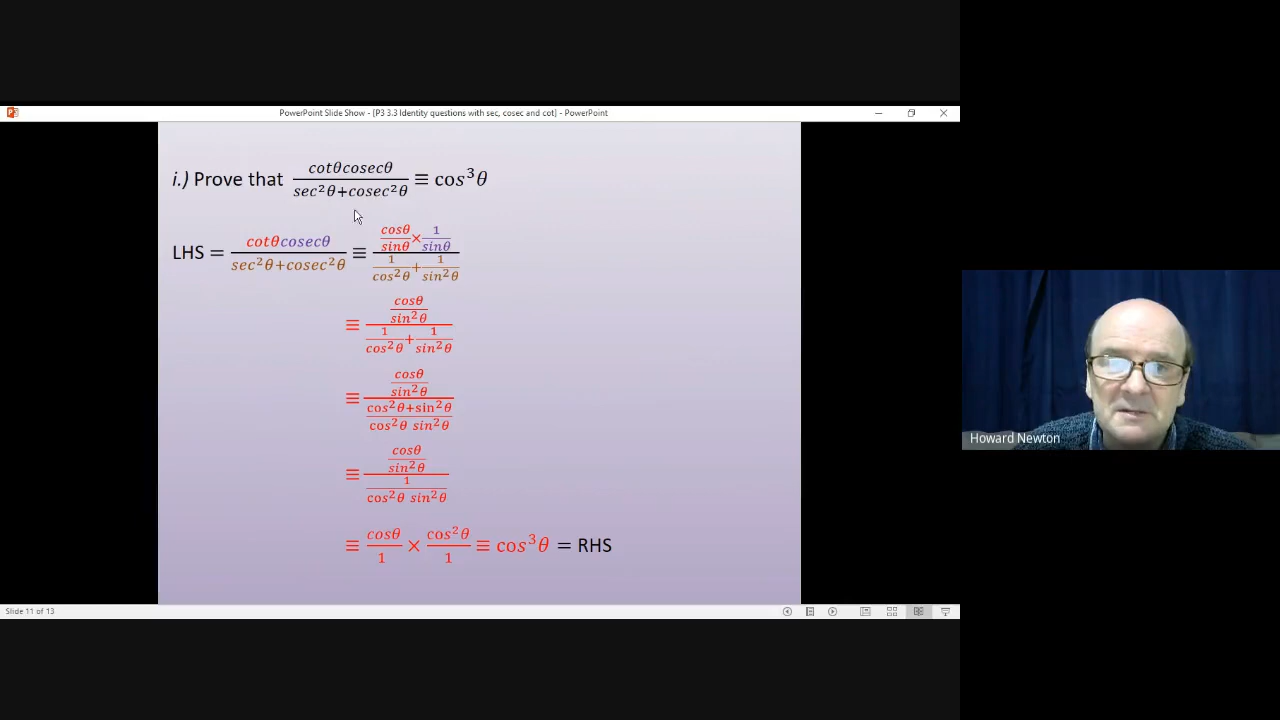 PowerPoint Slide Show - [P3 3.3 Identity questions with sec, cosec and cot] - PowerPoint
i.) Prove that (cotθcosecθ)/(sec²θ+cosec²θ) ≡ cos³θ
LHS = (cotθcosecθ)/(sec²θ+cosec²θ) ≡ (cosθ/sinθ × 1/sinθ)/(1/cos²θ + 1/sin²θ)
≡ (cosθ/sin²θ)/(1/cos²θ + 1/sin²θ)
≡ (cosθ/sin²θ)/((cos²θ+sin²θ)/(cos²θ sin²θ))
≡ (cosθ/sin²θ)/(1/(cos²θ sin²θ))
≡ cosθ/1 × cos²θ/1 ≡ cos³θ = RHS
Slide 11 of 13
Howard Newton